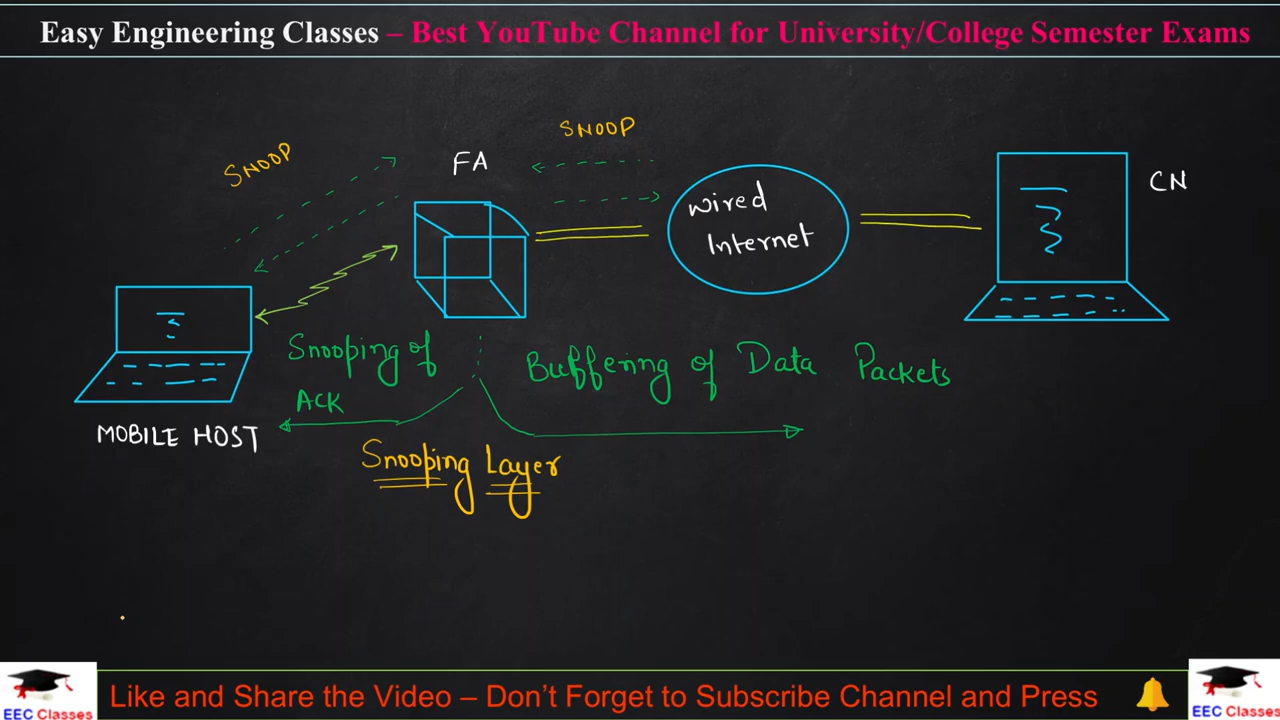 Easy Engineering Classes – Best YouTube Channel for University/College Semester Exams
SNOOP
SNOOP
FA
CN
Wired
Internet
Snooping of
ACK
Buffering of Data Packets
MOBILE HOST
Snooping Layer
EEC Classes
Like and Share the Video – Don’t Forget to Subscribe Channel and Press
EEC Classes